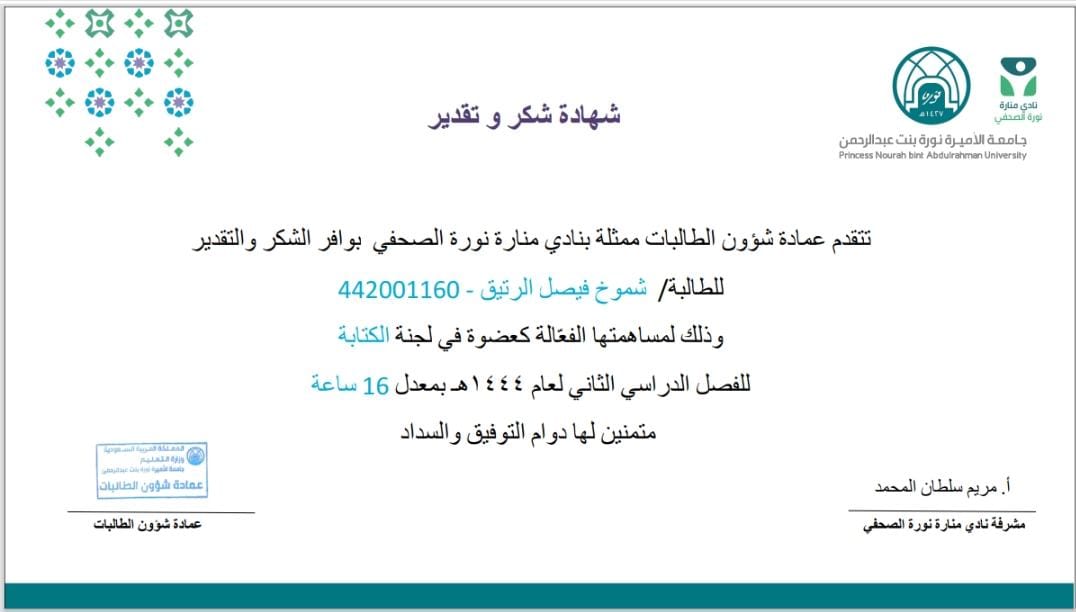 شهادة شكر و تقدير
نورة
١٤٢٧هـ
نادي منارة
نورة الصحفي
جامعة الأميرة نورة بنت عبدالرحمن
Princess Nourah bint Abdulrahman University
تتقدم عمادة شؤون الطالبات ممثلة بنادي منارة نورة الصحفي بوافر الشكر والتقدير
للطالبة/ شموخ فيصل الرتيق - 442001160
وذلك لمساهمتها الفعّالة كعضوة في لجنة الكتابة
للفصل الدراسي الثاني لعام ١٤٤٤هـ بمعدل 16 ساعة
متمنين لها دوام التوفيق والسداد
أ. مريم سلطان المحمد
مشرفة نادي منارة نورة الصحفي
المملكة العربية السعودية
وزارة التعليم
جامعة الأميرة نورة بنت عبدالرحمن
عمادة شؤون الطالبات
عمادة شؤون الطالبات